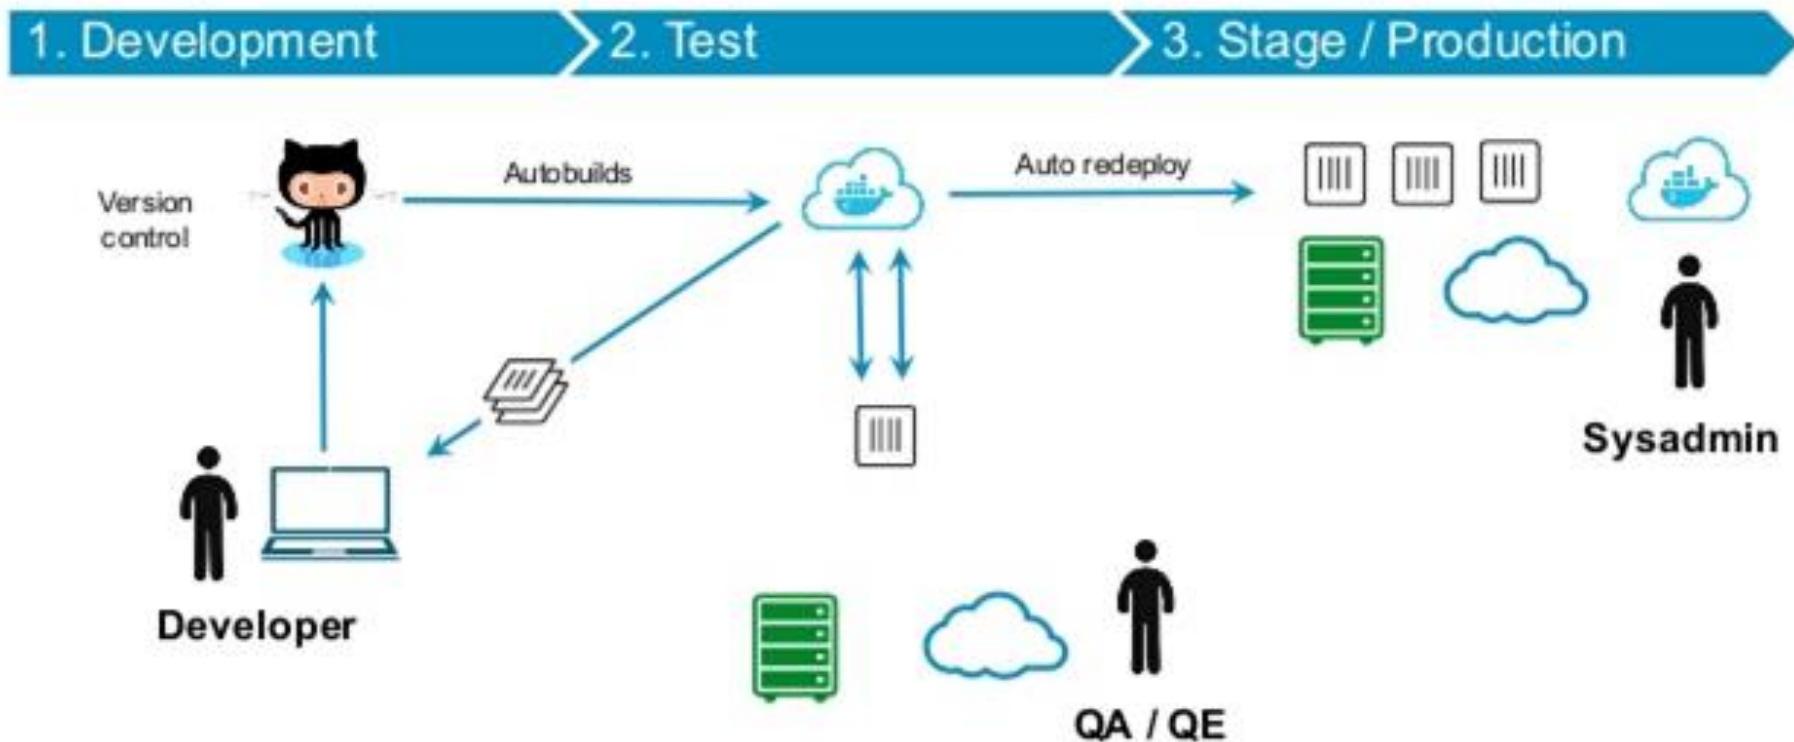 1. Development
2. Test
3. Stage / Production
Version
control
Autobuilds
Auto redeploy
Sysadmin
Developer
QA / QE